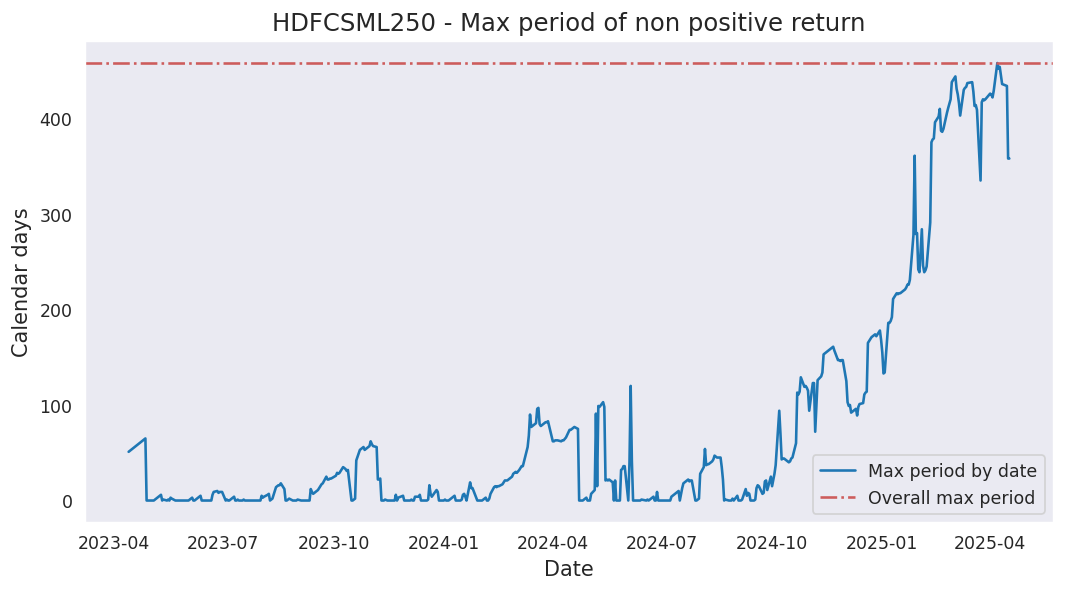 HDFCSML250 - Max period of non positive return
Calendar days
400
300
200
100
0
Max period by date
Overall max period
2023-04 2023-07 2023-10 2024-01 2024-04 2024-07 2024-10 2025-01 2025-04
Date